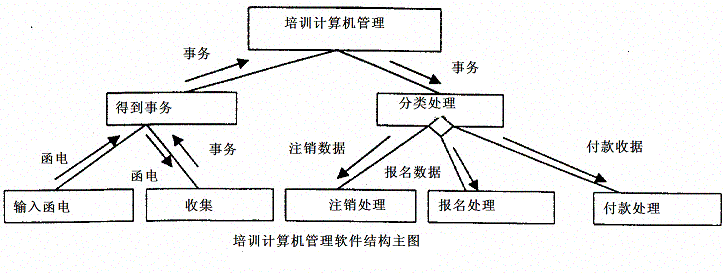 培训计算机管理
事务
事务
得到事务
分类处理
函电
函电
事务
注销数据
报名数据
付款收据
输入函电
收集
注销处理
报名处理
付款处理
培训计算机管理软件结构主图